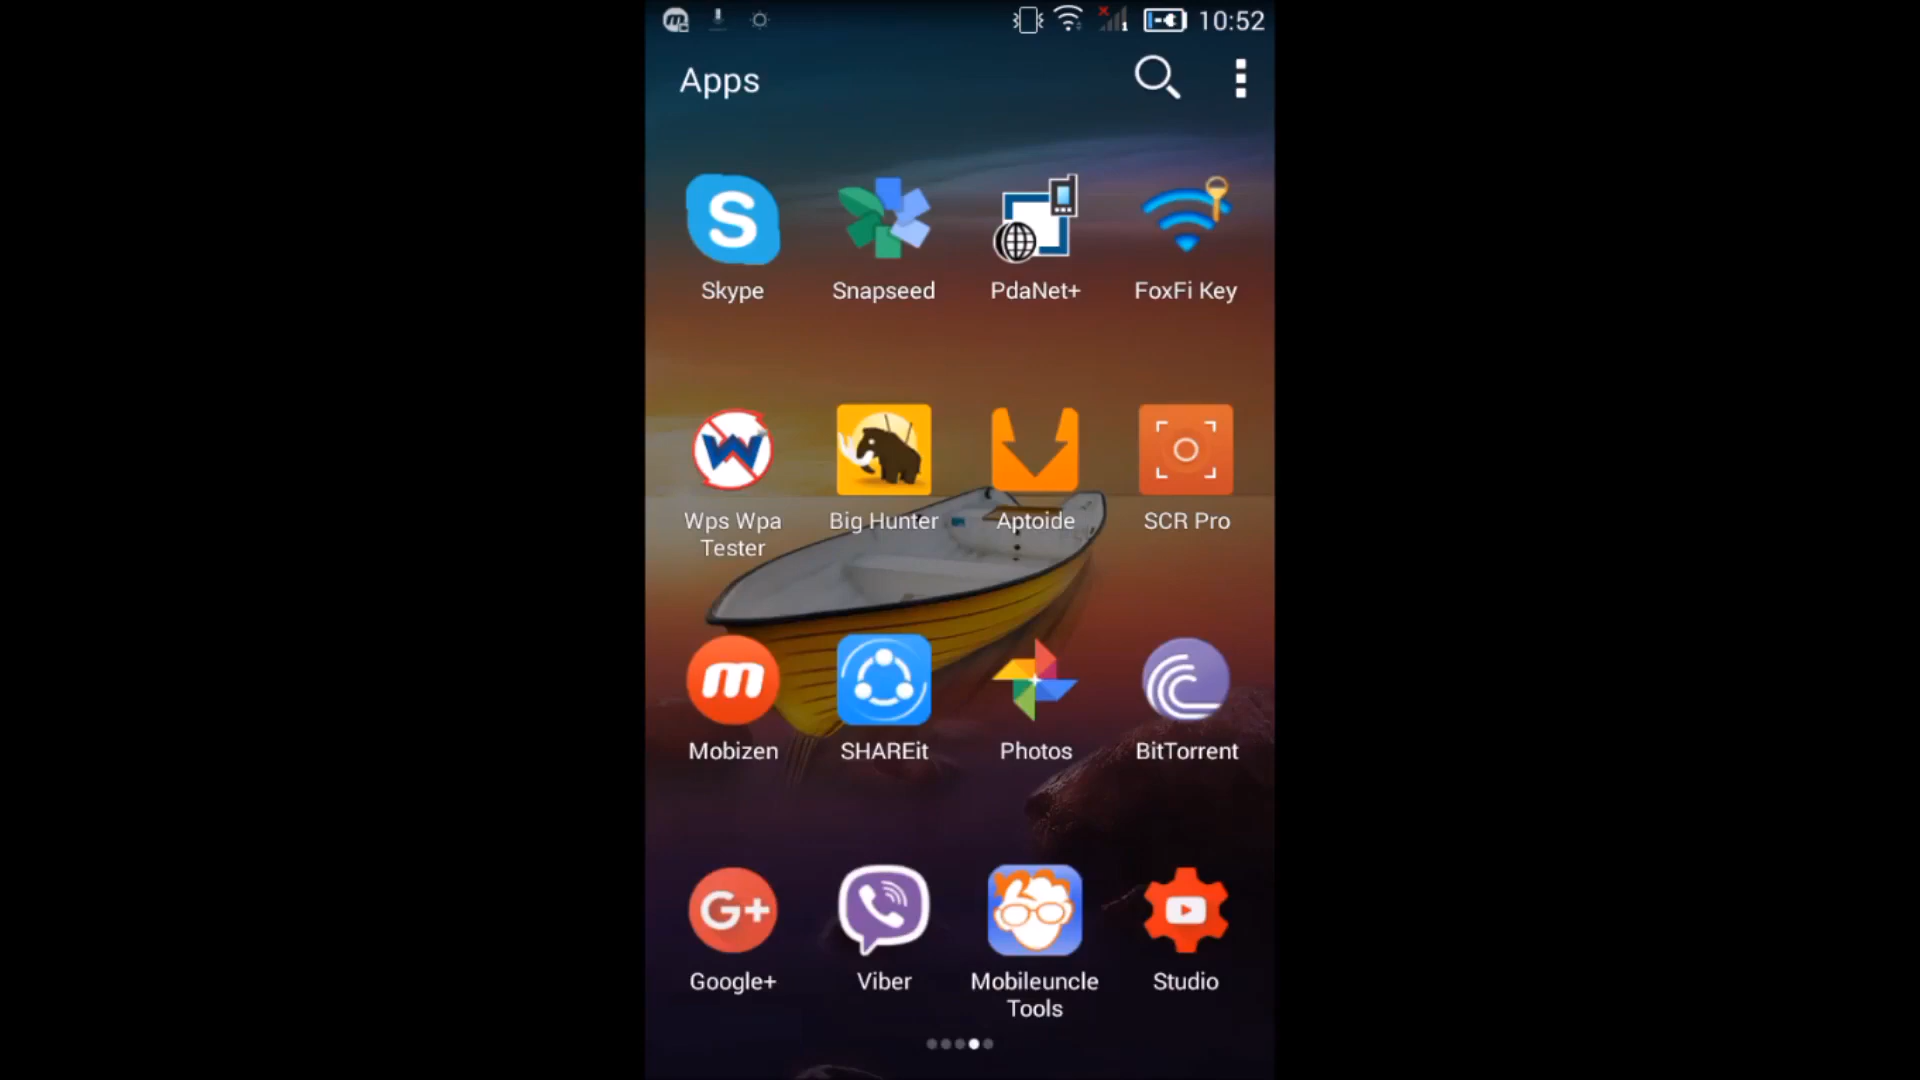 10:52
Apps
S
Skype
Snapseed
PdaNet+
FoxFi Key
W
Wps Wpa
Tester
Big Hunter
Aptoide
SCR Pro
m
Mobizen
SHAREit
Photos
BitTorrent
G+
Google+
Viber
Mobileuncle
Tools
Studio